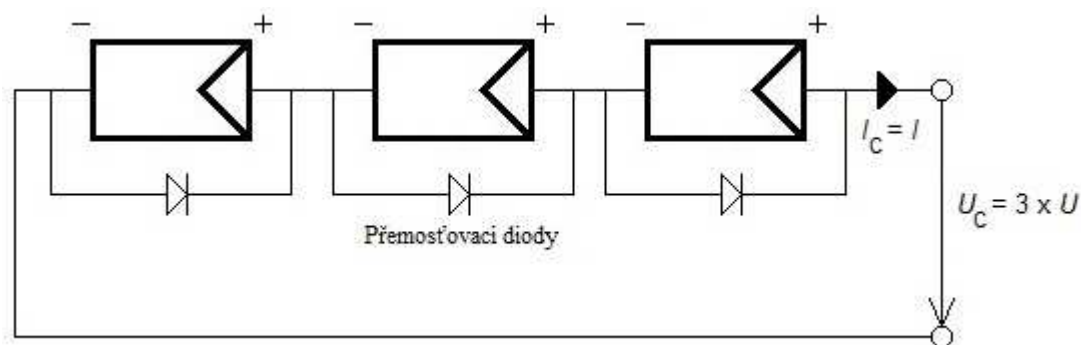 − + − + − +
I_C = I
U_C = 3 x U
Přemosťovaci diody